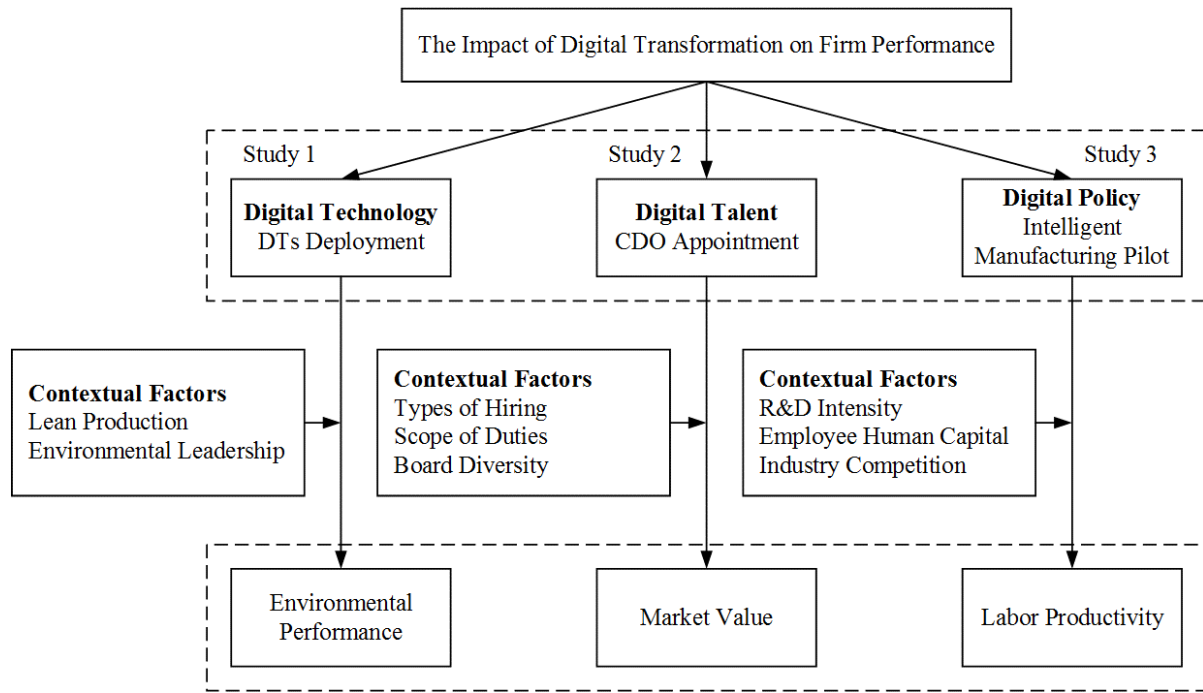 The Impact of Digital Transformation on Firm Performance
Study 1
Study 2
Study 3
Digital Technology
DTs Deployment
Digital Talent
CDO Appointment
Digital Policy
Intelligent
Manufacturing Pilot
Contextual Factors
Lean Production
Environmental Leadership
Contextual Factors
Types of Hiring
Scope of Duties
Board Diversity
Contextual Factors
R&D Intensity
Employee Human Capital
Industry Competition
Environmental
Performance
Market Value
Labor Productivity